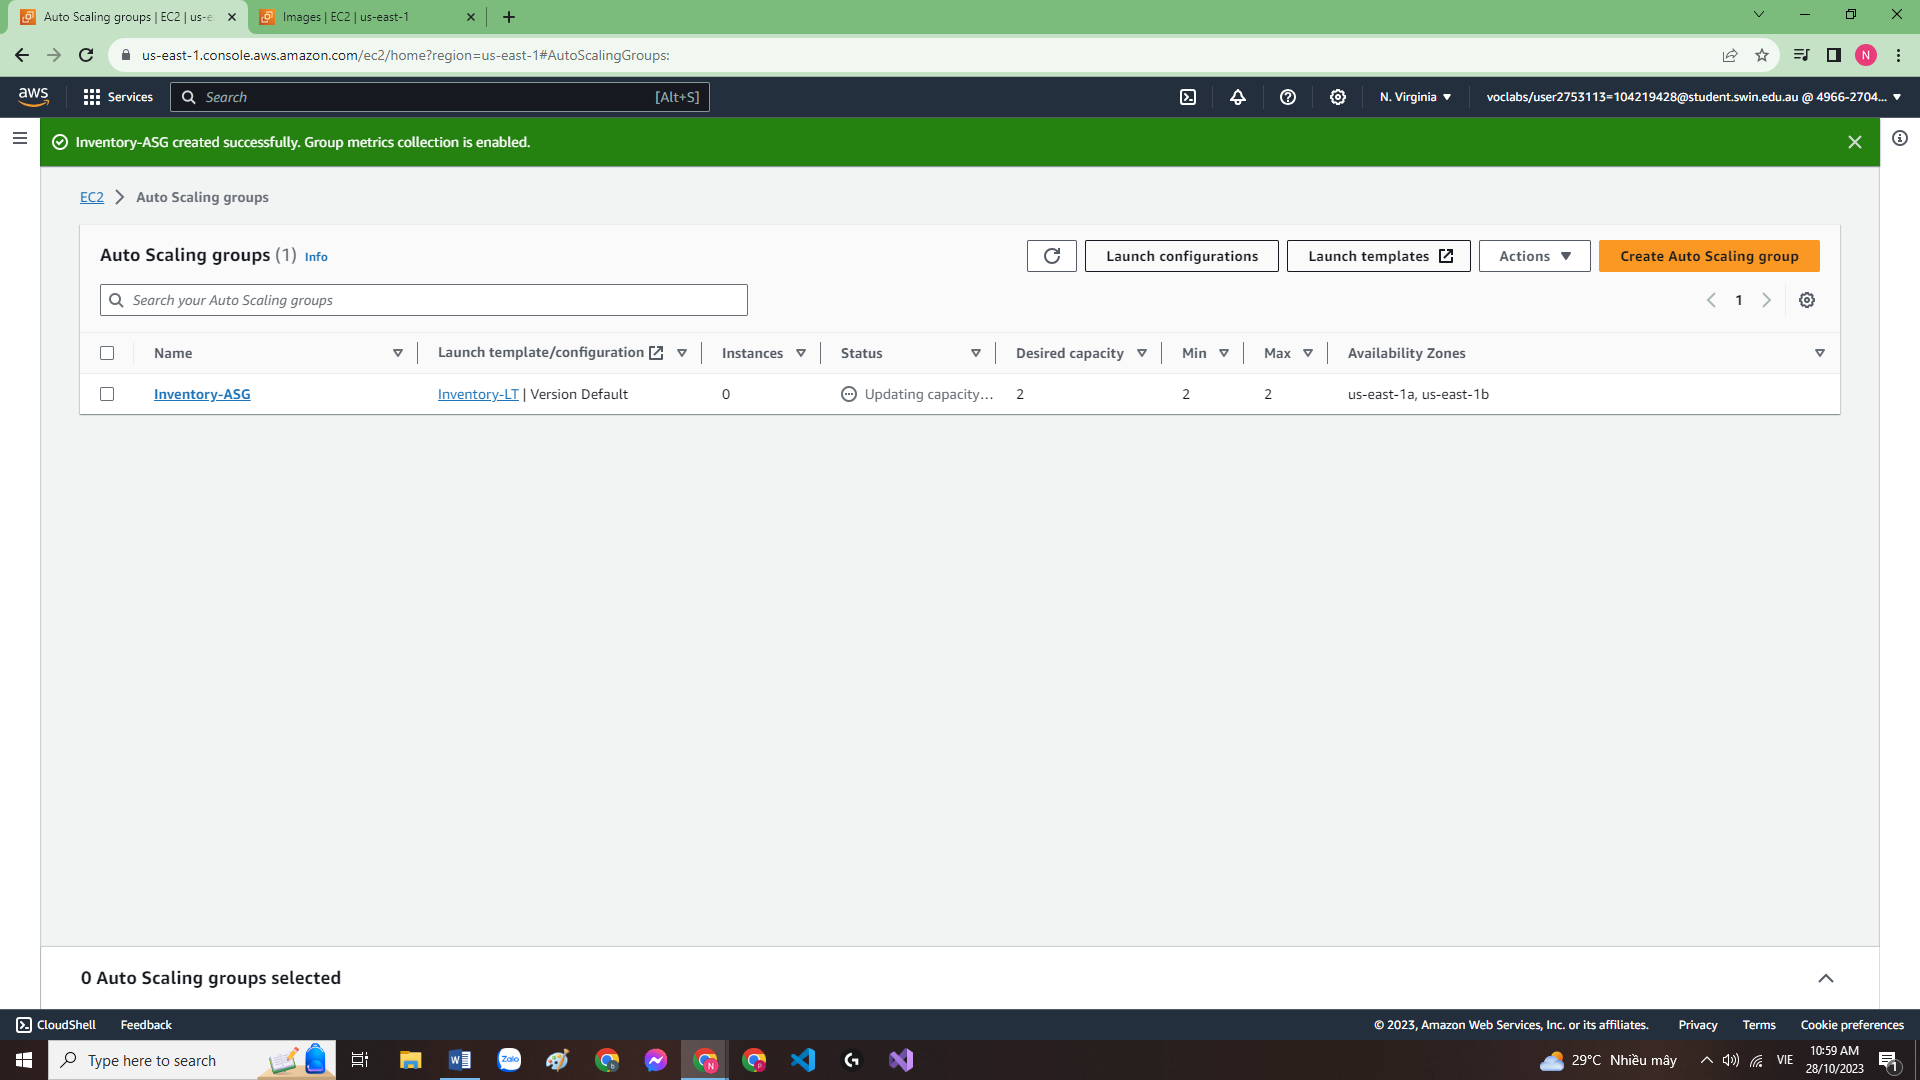 Auto Scaling groups | EC2 | us-e
Images | EC2 | us-east-1
us-east-1.console.aws.amazon.com/ec2/home?region=us-east-1#AutoScalingGroups:
N
aws
Services
Search
[Alt+S]
N. Virginia
voclabs/user2753113=104219428@student.swin.edu.au @ 4966-2704...
Inventory-ASG created successfully. Group metrics collection is enabled.
EC2
Auto Scaling groups
Auto Scaling groups (1) Info
Launch configurations
Launch templates
Actions
Create Auto Scaling group
Search your Auto Scaling groups
1
Name
Launch template/configuration
Instances
Status
Desired capacity
Min
Max
Availability Zones
Inventory-ASG
Inventory-LT | Version Default
0
Updating capacity...
2
2
2
us-east-1a, us-east-1b
0 Auto Scaling groups selected
CloudShell
Feedback
© 2023, Amazon Web Services, Inc. or its affiliates.
Privacy
Terms
Cookie preferences
Type here to search
Zalo
29°C Nhiều mây
VIE
10:59 AM
28/10/2023
1